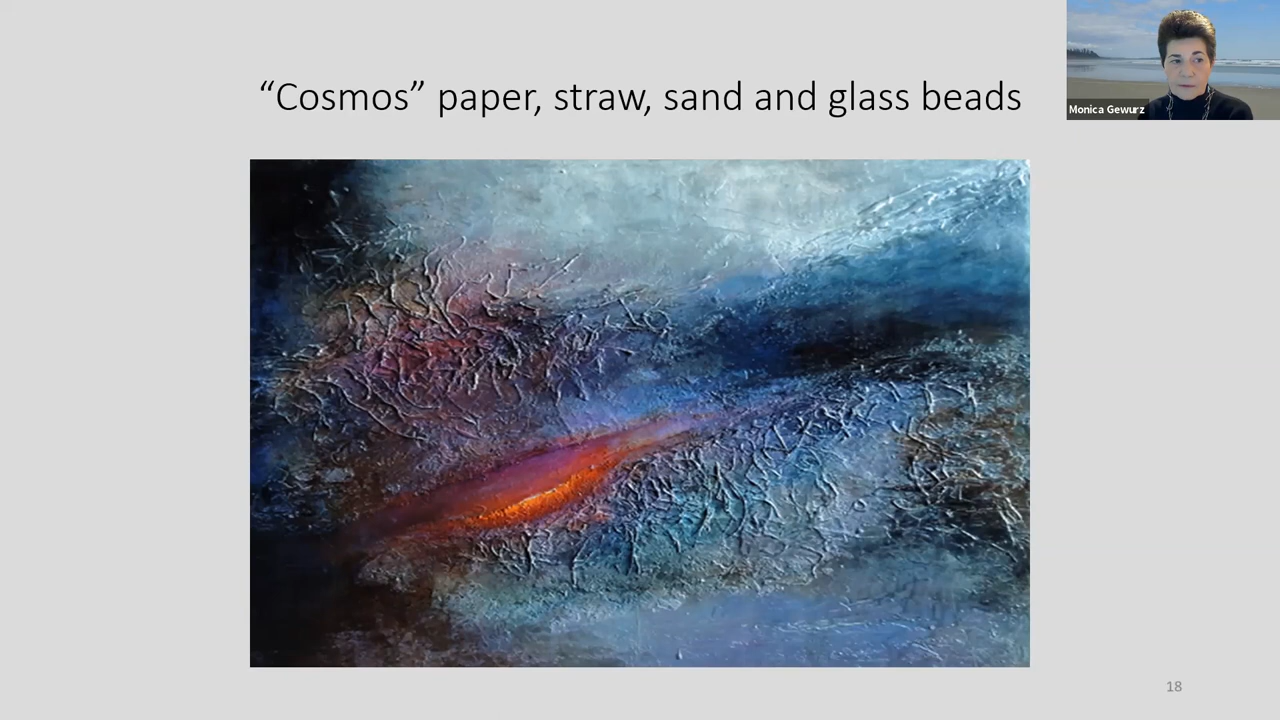 “Cosmos” paper, straw, sand and glass beads
Monica Gewurz
18